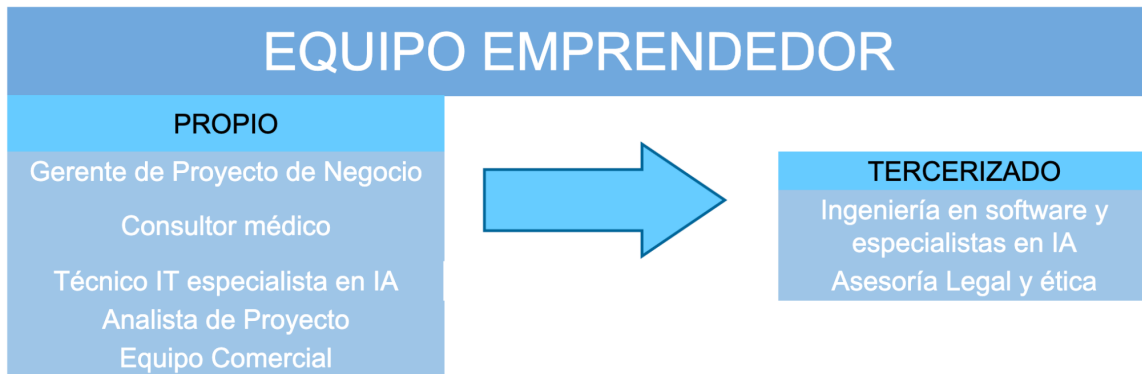 EQUIPO EMPRENDEDOR
PROPIO
Gerente de Proyecto de Negocio
Consultor médico
Técnico IT especialista en IA
Analista de Proyecto
Equipo Comercial
TERCERIZADO
Ingeniería en software y
especialistas en IA
Asesoría Legal y ética